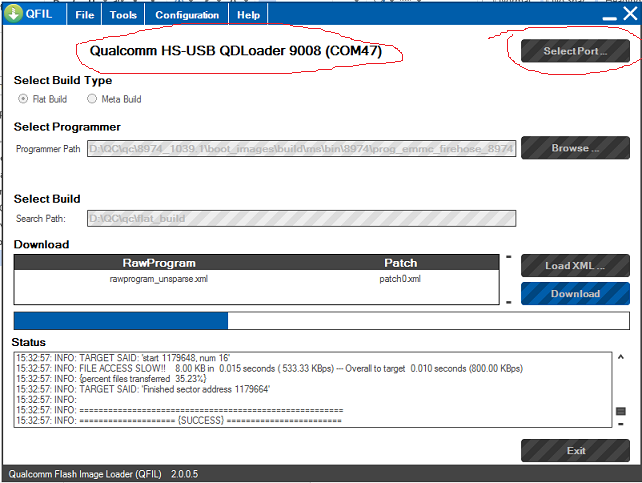 QFIL File Tools Configuration Help
Qualcomm HS-USB QDLoader 9008 (COM47) Select Port ...
Select Build Type
Flat Build Meta Build
Select Programmer
Programmer Path D:\QC\qc\8974_1039.1\boot_images\build\ms\bin\8974\prog_emmc_firehose_8974 Browse ...
Select Build
Search Path: D:\QC\qc\flat_build
Download
RawProgram Patch Load XML ...
rawprogram_unsparse.xml patch0.xml
Download
Status
15:32:57: INFO: TARGET SAID: 'start 1179648, num 16'
15:32:57: INFO: FILE ACCESS SLOW!! 8.00 KB in 0.015 seconds ( 533.33 KBps) --- Overall to target 0.010 seconds (800.00 KBps)
15:32:57: INFO: {percent files transferred 35.23%}
15:32:57: INFO: TARGET SAID: 'Finished sector address 1179664'
15:32:57: INFO:
15:32:57: INFO: =======================================================
15:32:57: INFO: ==================== {SUCCESS} ========================
Exit
Qualcomm Flash Image Loader (QFIL) 2.0.0.5